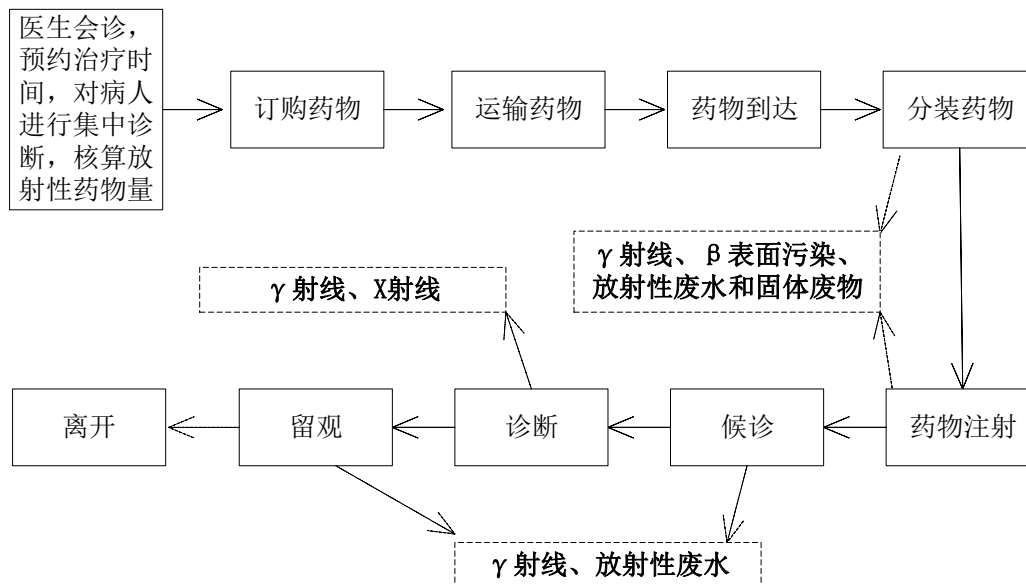 医生会诊，
预约治疗时
间，对病人
进行集中诊
断，核算放
射性药物量
订购药物
运输药物
药物到达
分装药物
γ射线、β表面污染、
放射性废水和固体废物
γ射线、X射线
离开
留观
诊断
候诊
药物注射
γ射线、放射性废水